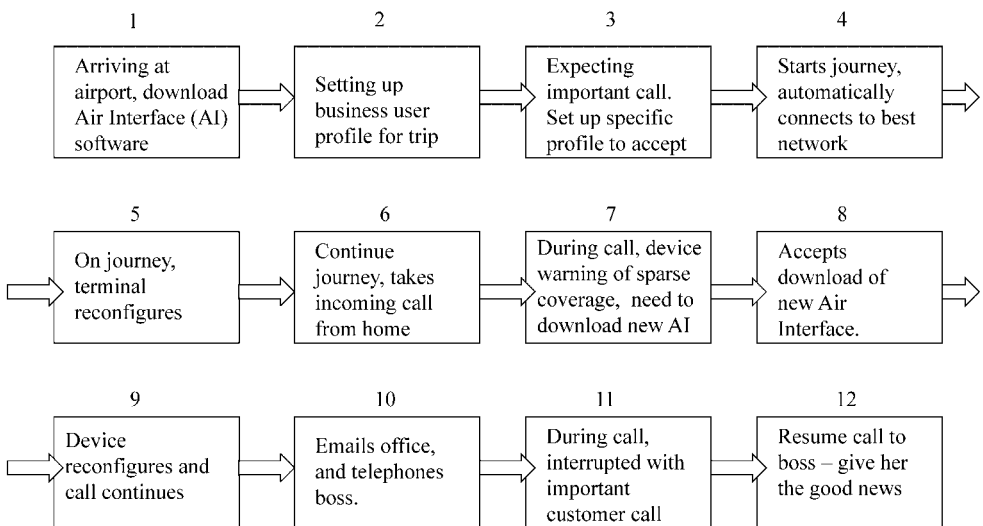 1
2
3
4
Arriving at
airport, download
Air Interface (AI)
software
Setting up
business user
profile for trip
Expecting
important call.
Set up specific
profile to accept
Starts journey,
automatically
connects to best
network
5
6
7
8
On journey,
terminal
reconfigures
Continue
journey, takes
incoming call
from home
During call, device
warning of sparse
coverage, need to
download new AI
Accepts
download of
new Air
Interface.
9
10
11
12
Device
reconfigures and
call continues
Emails office,
and telephones
boss.
During call,
interrupted with
important
customer call
Resume call to
boss – give her
the good news